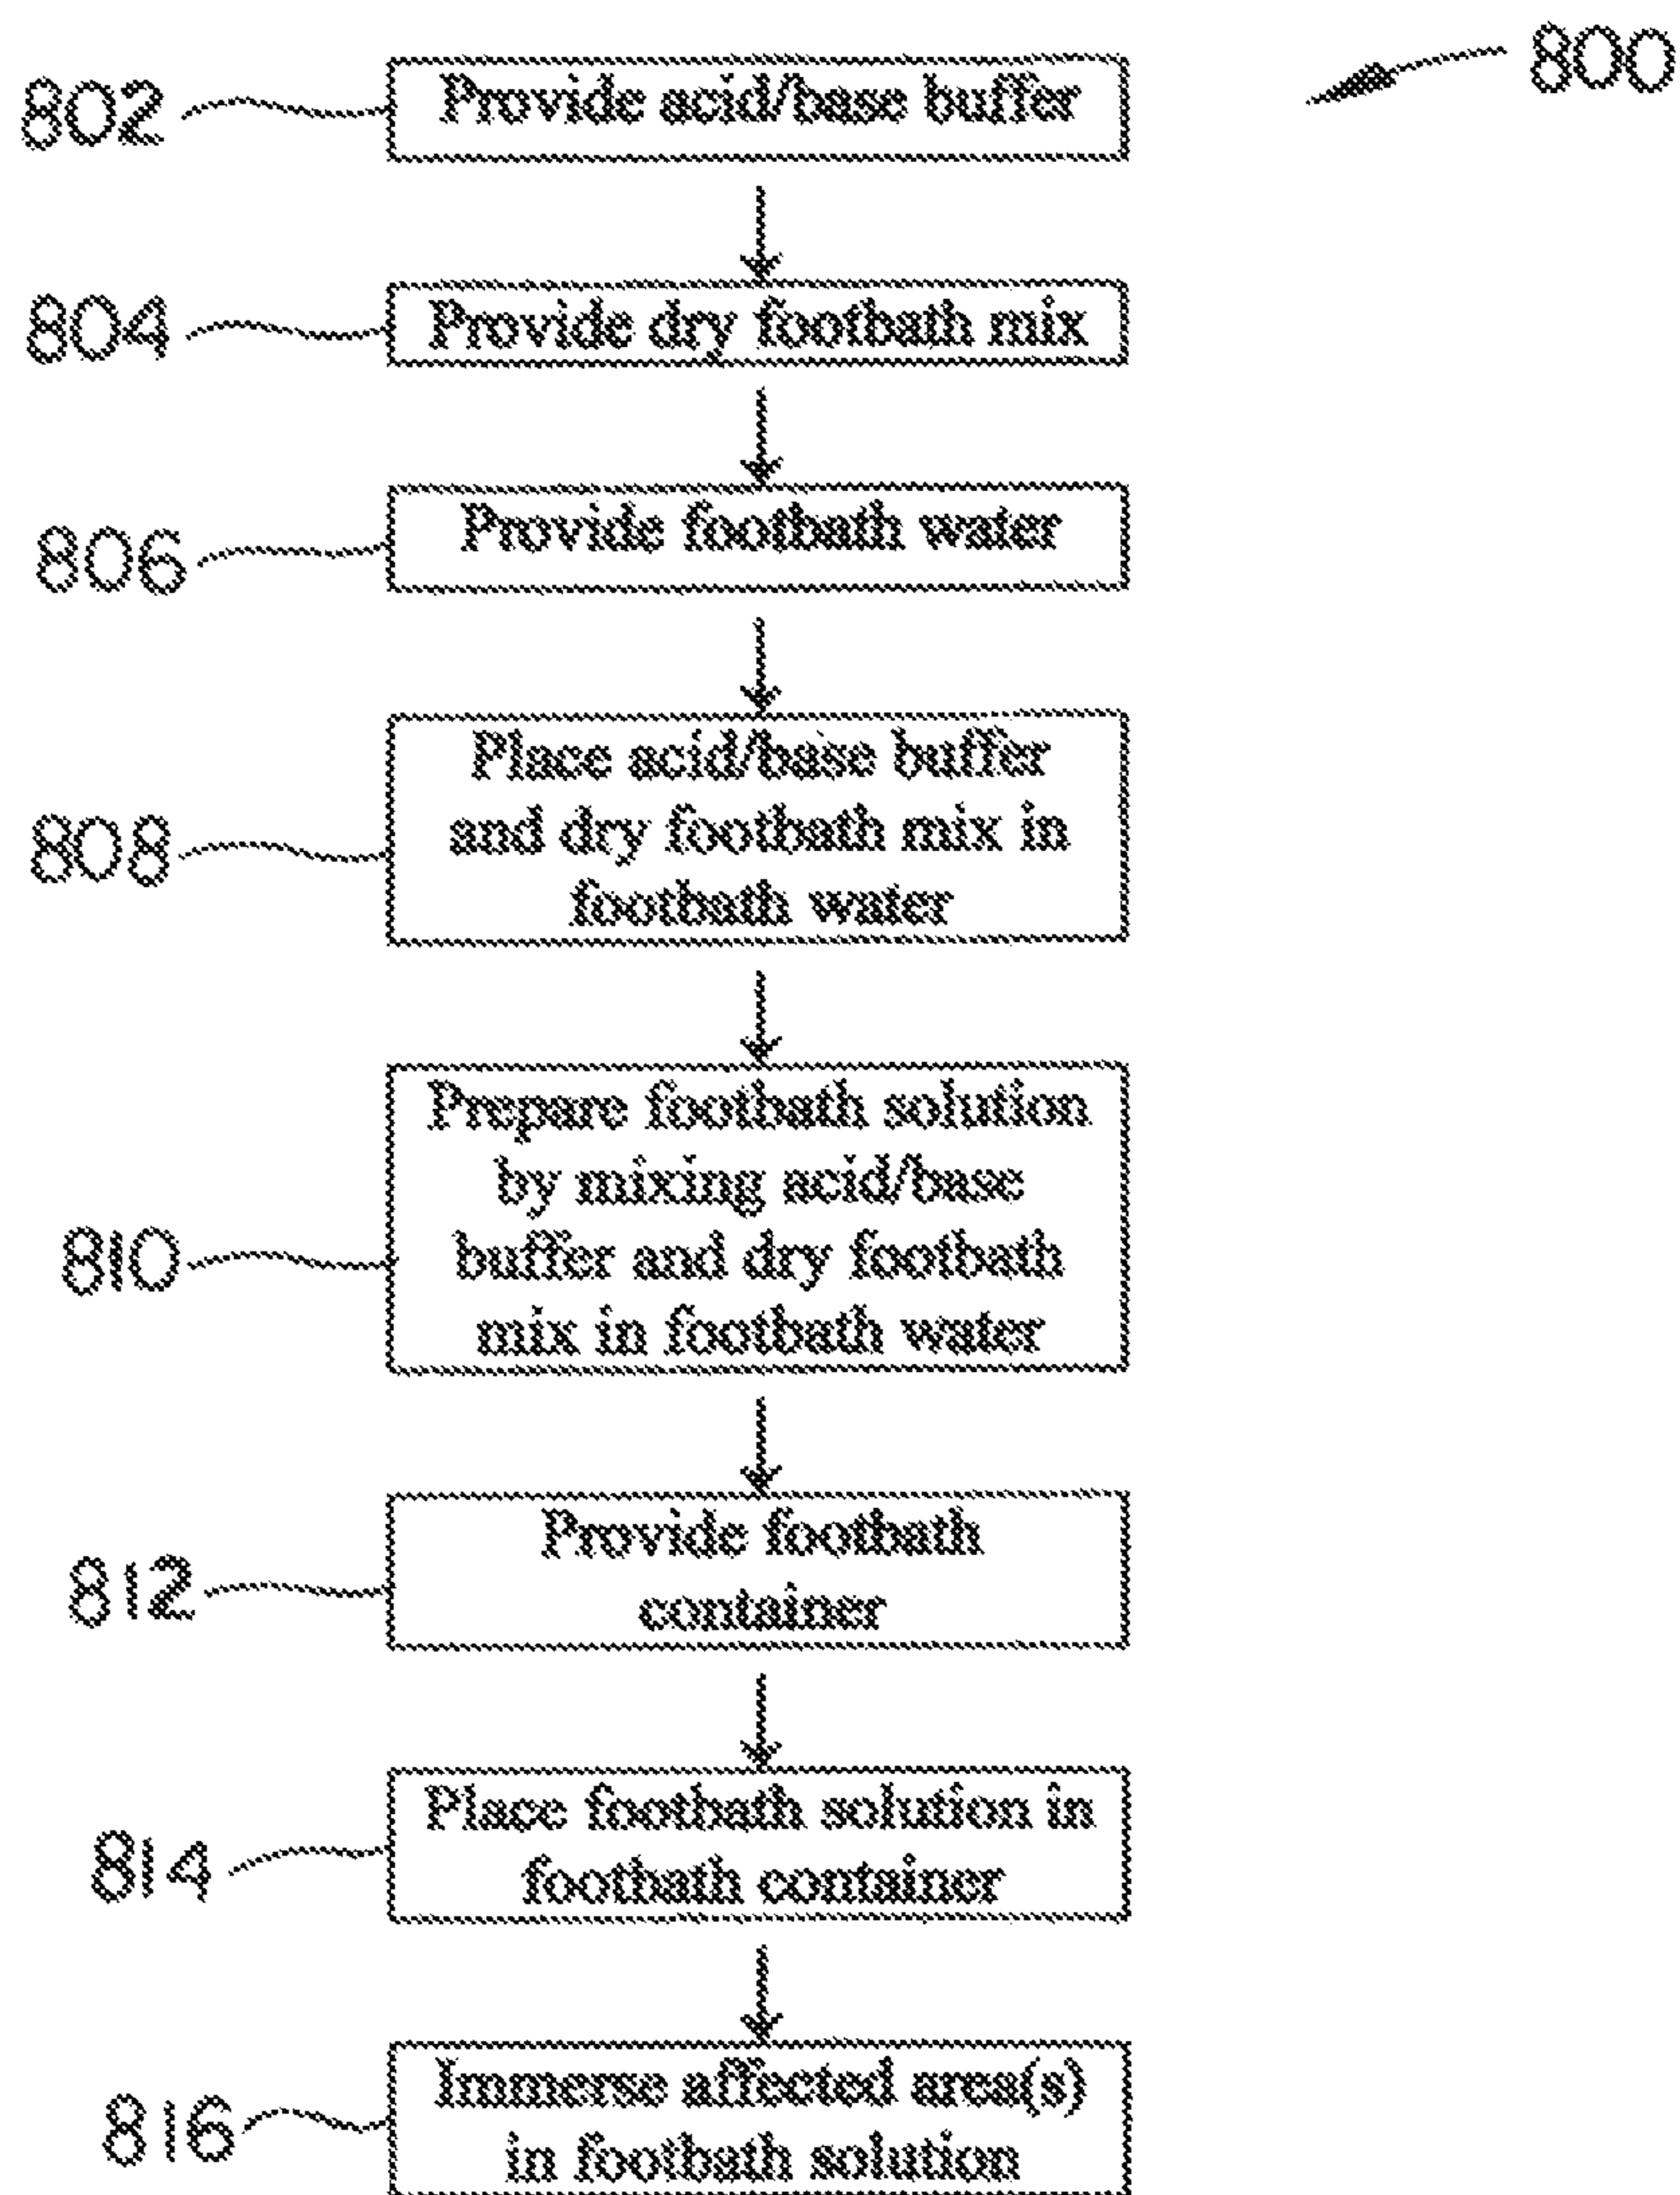 800
802
Provide acid/base buffer
804
Provide dry footbath mix
806
Provide footbath water
808
Place acid/base buffer
and dry footbath mix in
footbath water
810
Prepare footbath solution
by mixing acid/base
buffer and dry footbath
mix in footbath water
812
Provide footbath
container
814
Place footbath solution in
footbath container
816
Immerse affected area(s)
in footbath solution